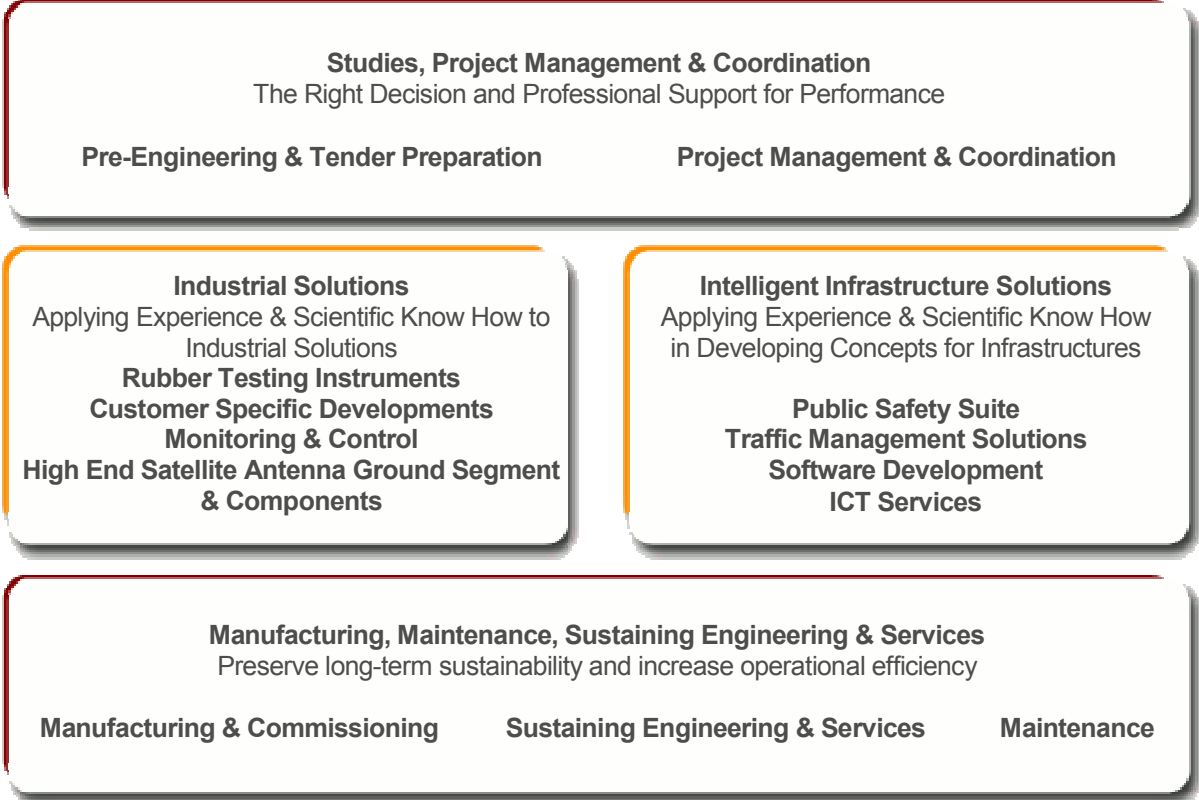 Studies, Project Management & Coordination
The Right Decision and Professional Support for Performance
Pre-Engineering & Tender Preparation
Project Management & Coordination
Industrial Solutions
Applying Experience & Scientific Know How to
Industrial Solutions
Rubber Testing Instruments
Customer Specific Developments
Monitoring & Control
High End Satellite Antenna Ground Segment
& Components
Intelligent Infrastructure Solutions
Applying Experience & Scientific Know How
in Developing Concepts for Infrastructures
Public Safety Suite
Traffic Management Solutions
Software Development
ICT Services
Manufacturing, Maintenance, Sustaining Engineering & Services
Preserve long-term sustainability and increase operational efficiency
Manufacturing & Commissioning
Sustaining Engineering & Services
Maintenance